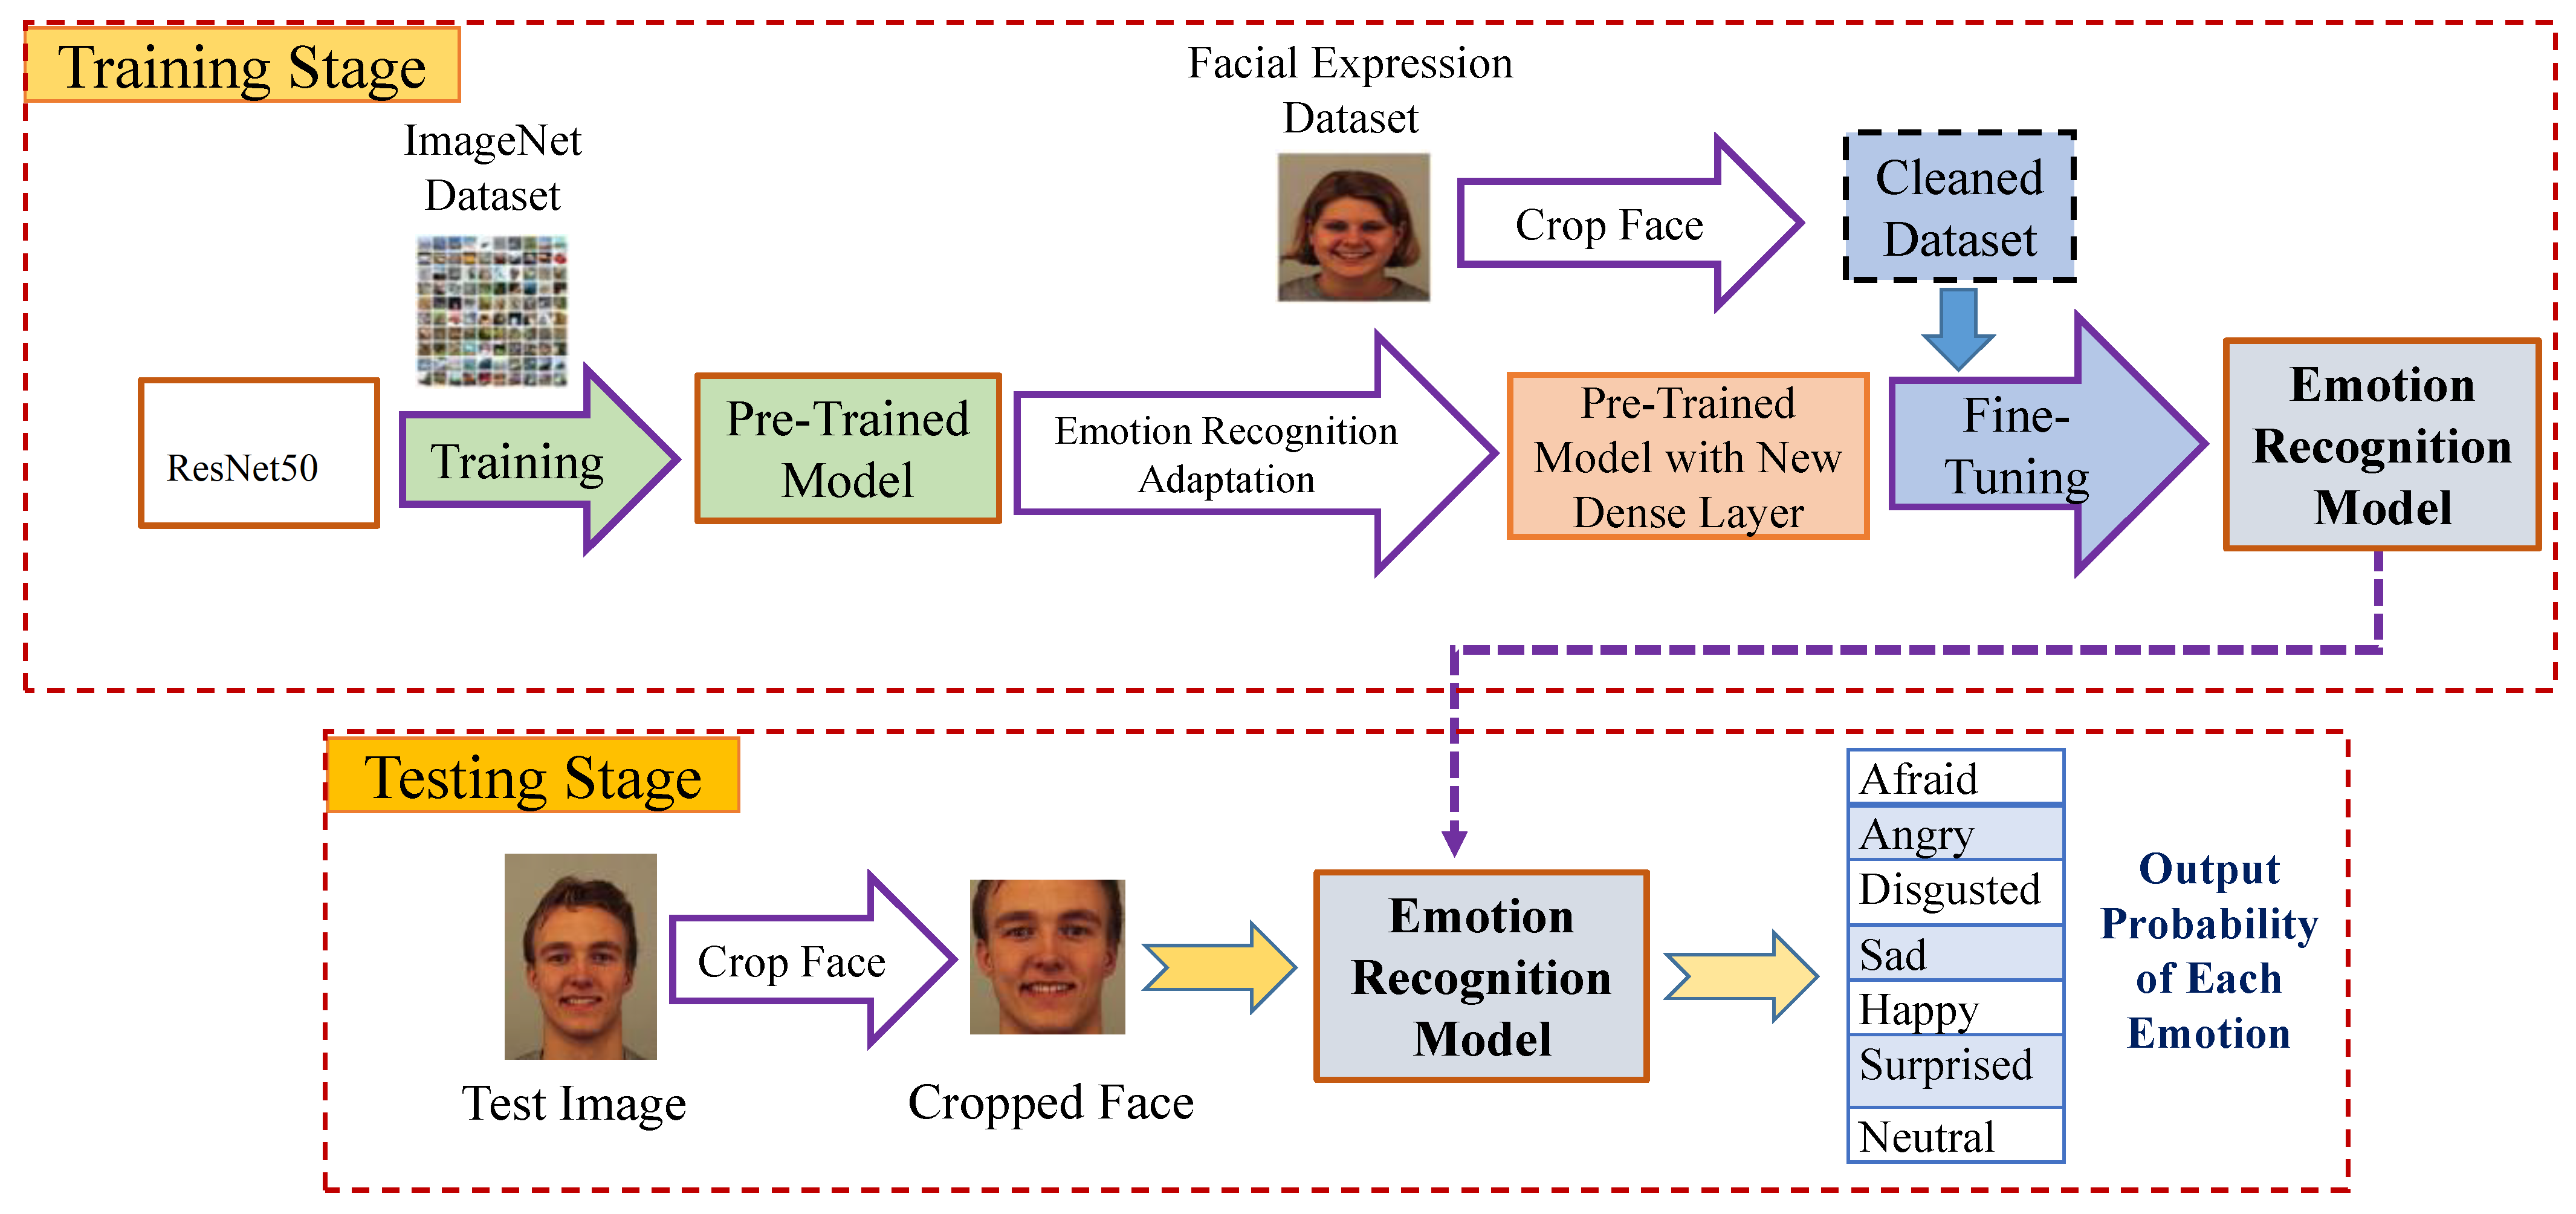 Training Stage
ImageNet
Dataset
Facial Expression
Dataset
Crop Face
Cleaned
Dataset
ResNet50
Training
Pre-Trained
Model
Emotion Recognition
Adaptation
Pre-Trained
Model with New
Dense Layer
Fine-
Tuning
Emotion
Recognition
Model
Testing Stage
Test Image
Crop Face
Cropped Face
Emotion
Recognition
Model
Afraid
Angry
Disgusted
Sad
Happy
Surprised
Neutral
Output
Probability
of Each
Emotion